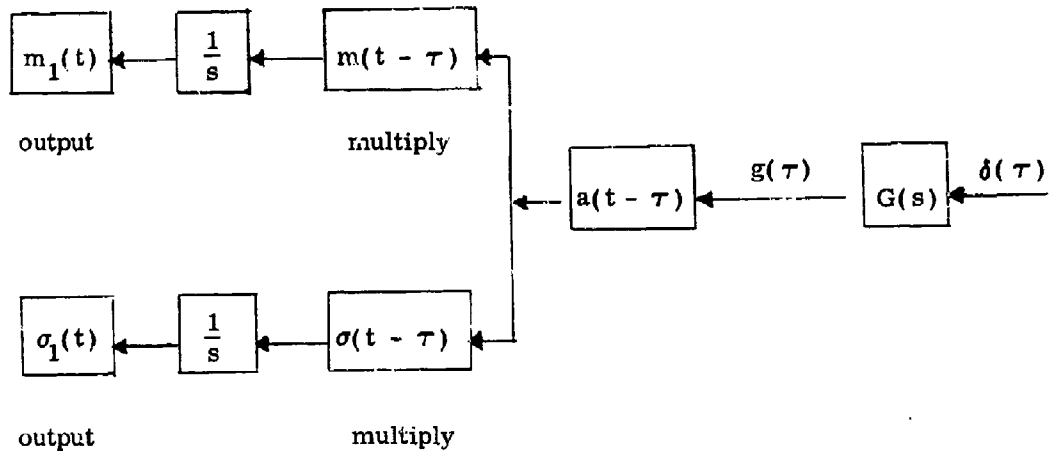 m₁(t)
1
s
m(t - τ)
output
multiply
g(τ)
δ(τ)
a(t - τ)
G(s)
σ₁(t)
1
s
σ(t - τ)
output
multiply